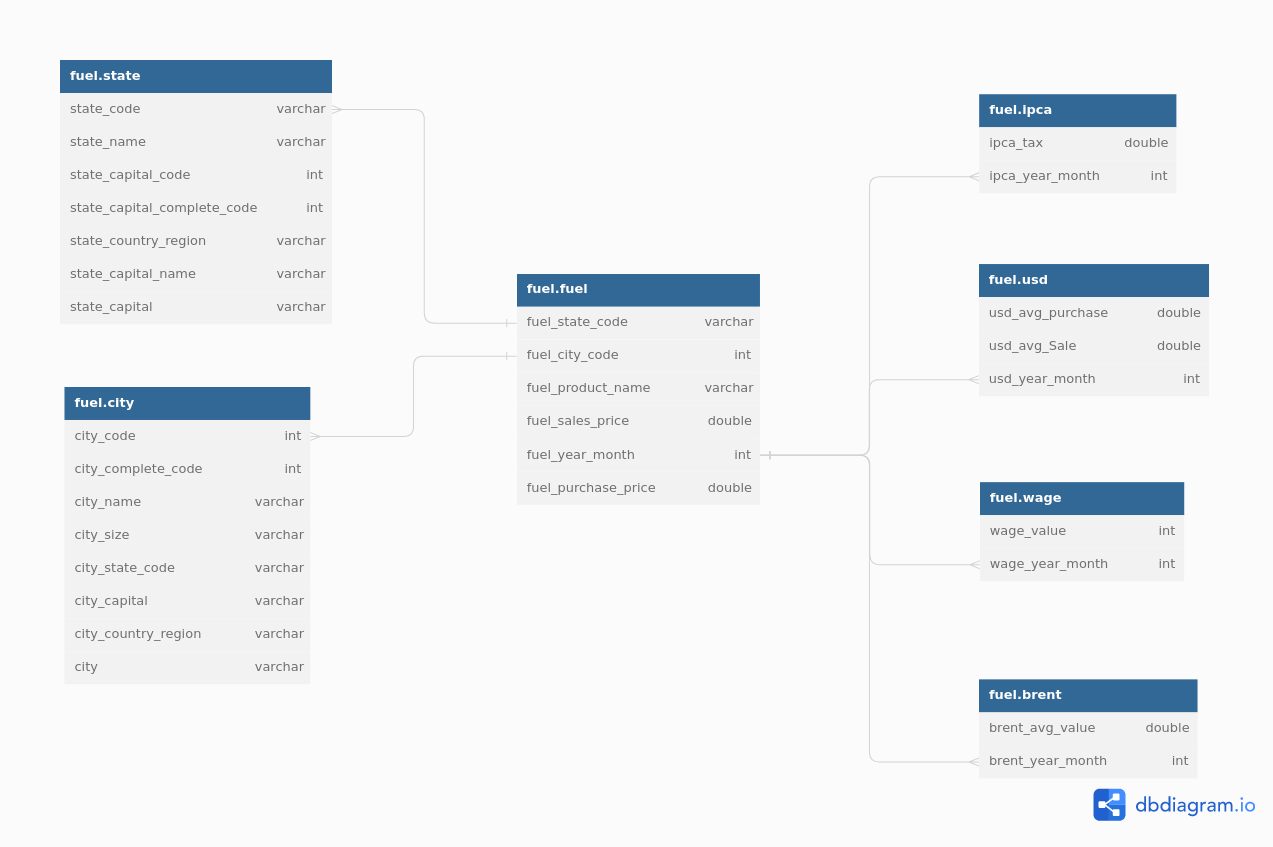 fuel.state
state_code varchar
state_name varchar
state_capital_code int
state_capital_complete_code int
state_country_region varchar
state_capital_name varchar
state_capital varchar
fuel.city
city_code int
city_complete_code int
city_name varchar
city_size varchar
city_state_code varchar
city_capital varchar
city_country_region varchar
city varchar
fuel.fuel
fuel_state_code varchar
fuel_city_code int
fuel_product_name varchar
fuel_sales_price double
fuel_year_month int
fuel_purchase_price double
fuel.ipca
ipca_tax double
ipca_year_month int
fuel.usd
usd_avg_purchase double
usd_avg_Sale double
usd_year_month int
fuel.wage
wage_value int
wage_year_month int
fuel.brent
brent_avg_value double
brent_year_month int
dbdiagram.io